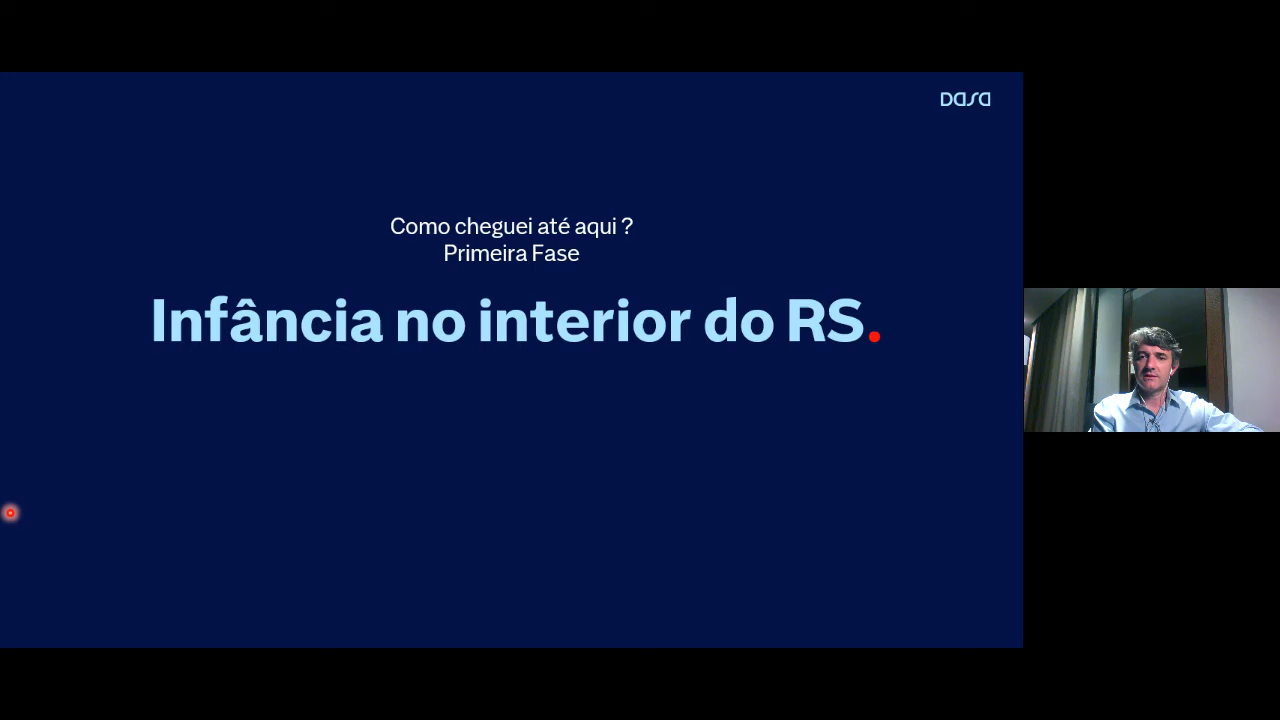 Dasa
Como cheguei até aqui ?
Primeira Fase
Infância no interior do RS.